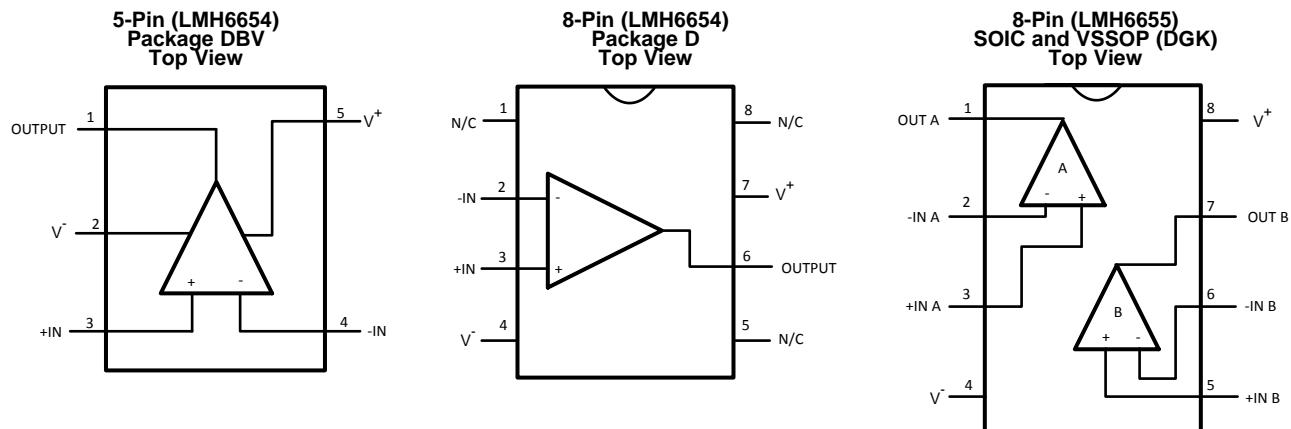 5-Pin (LMH6654)
Package DBV
Top View
1
OUTPUT
5
V+
2
V-
+
-
+IN
3
4
-IN
8-Pin (LMH6654)
Package D
Top View
1
N/C
8
N/C
2
-IN
-
7
V+
3
+IN
+
6
OUTPUT
4
V-
5
N/C
8-Pin (LMH6655)
SOIC and VSSOP (DGK)
Top View
1
OUT A
8
V+
A
-
+
2
-IN A
7
OUT B
3
+IN A
6
-IN B
B
+
-
4
V-
5
+IN B